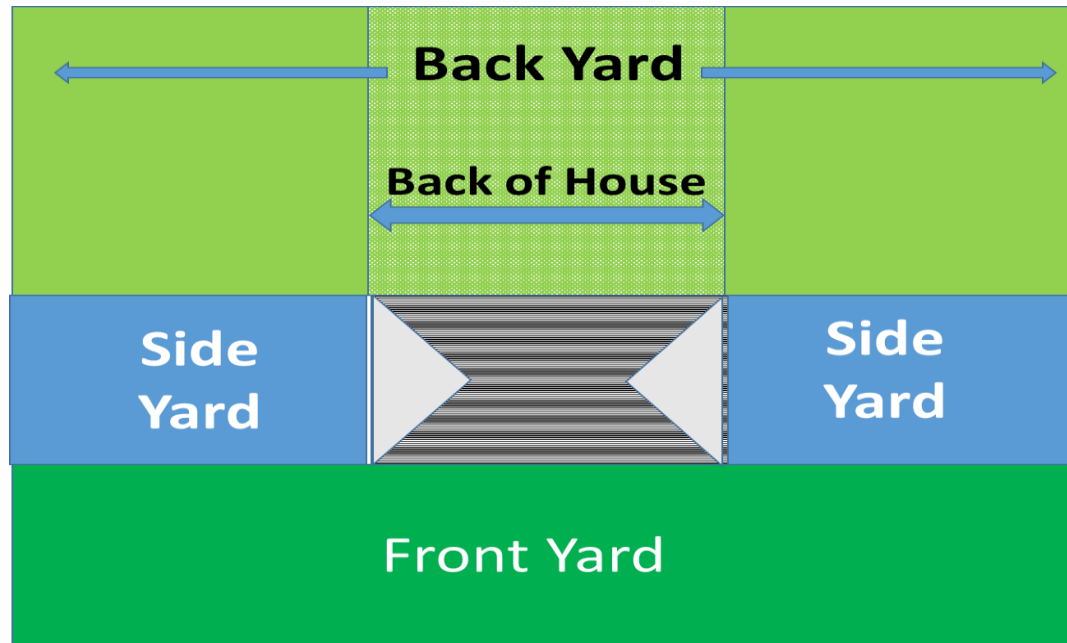 Back Yard
Back of House
Side
Yard
Side
Yard
Front Yard